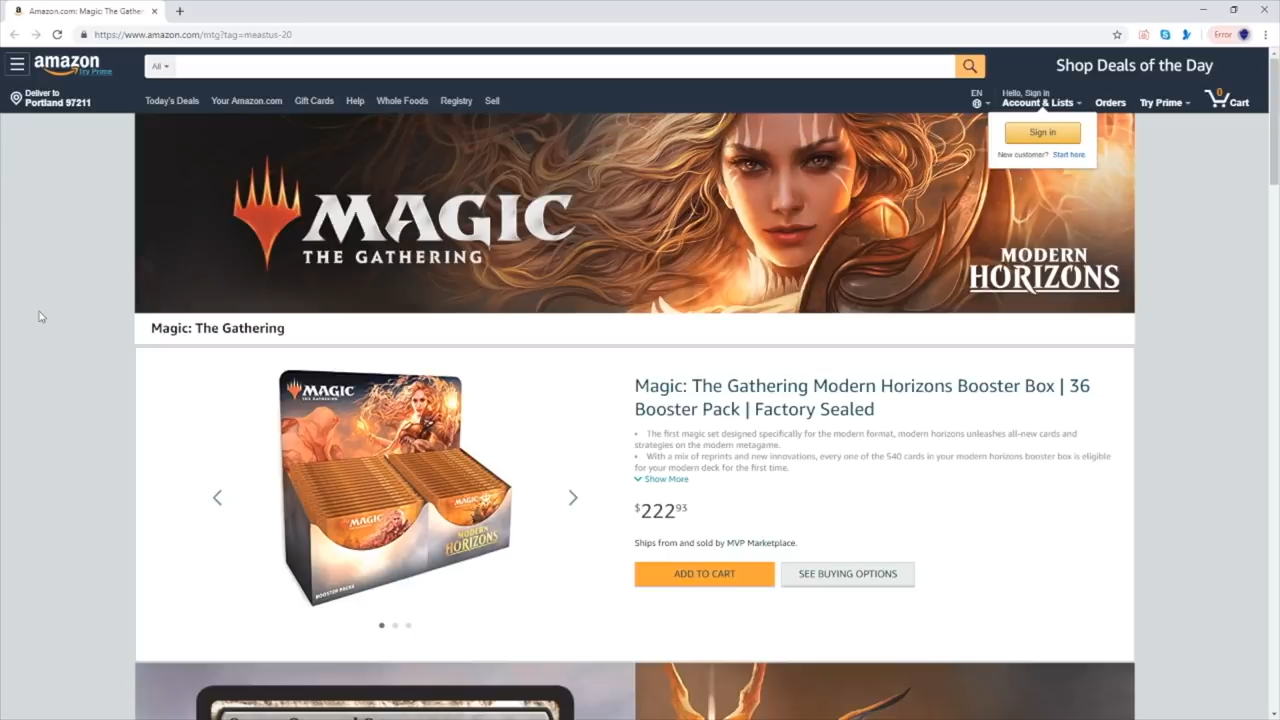 Amazon.com: Magic: The Gather
https://www.amazon.com/mtg?tag=meastus-20
Error
amazon
Try Prime
All
Shop Deals of the Day
Deliver to
Portland 97211
Today's Deals Your Amazon.com Gift Cards Help Whole Foods Registry Sell
EN
Hello, Sign in
Account & Lists Orders Try Prime 0 Cart
Sign in
New customer? Start here.
MAGIC
THE GATHERING
MODERN
HORIZONS
Magic: The Gathering
MAGIC
THE GATHERING
MAGIC
MAGIC
MODERN
HORIZONS
BOOSTER PACKS
Magic: The Gathering Modern Horizons Booster Box | 36
Booster Pack | Factory Sealed
• The first magic set designed specifically for the modern format, modern horizons unleashes all-new cards and
strategies on the modern metagame.
• With a mix of reprints and new innovations, every one of the 540 cards in your modern horizons booster box is eligible
for your modern deck for the first time.
Show More
$222 93
Ships from and sold by MVP Marketplace.
ADD TO CART SEE BUYING OPTIONS